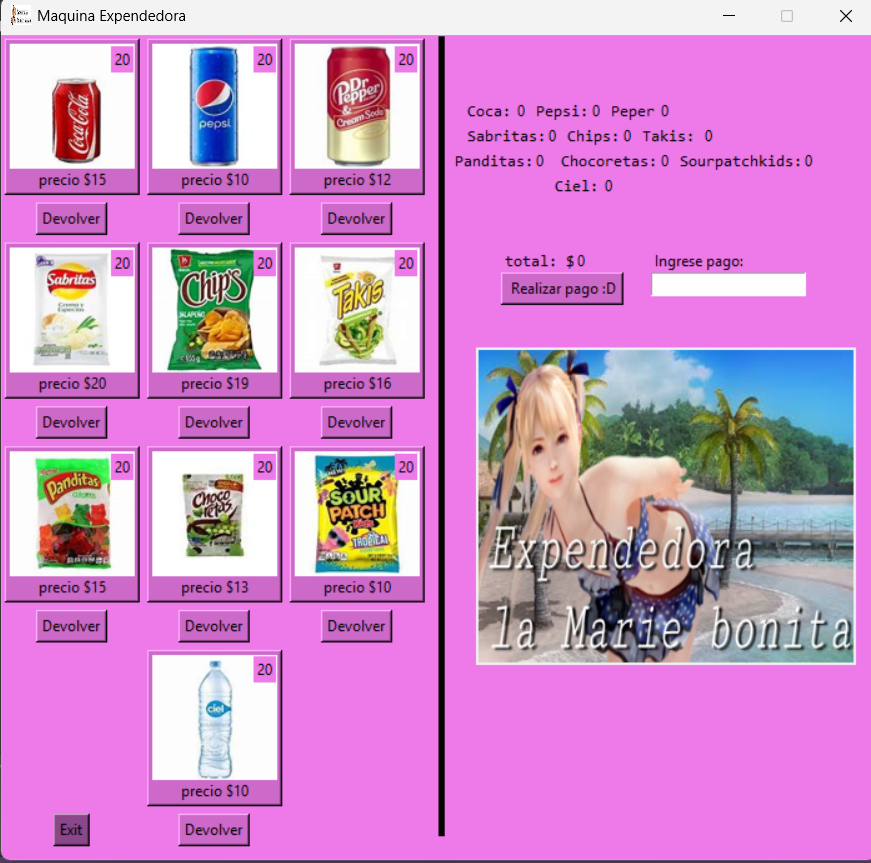 Maquina Expendedora
20 20 20
Coca-Cola pepsi Dr Pepper & Cream Soda
precio $15 precio $10 precio $12
Devolver Devolver Devolver
20 20 20
Sabritas Crema y Especias Chip's JALAPEÑO Takis
precio $20 precio $19 precio $16
Devolver Devolver Devolver
20 20 20
Panditas Choco retas SOUR PATCH Kids TROPICAL
precio $15 precio $13 precio $10
Devolver Devolver Devolver
20
ciel
precio $10
Exit Devolver
Coca: 0 Pepsi: 0 Peper 0
Sabritas: 0 Chips: 0 Takis: 0
Panditas: 0 Chocoretas: 0 Sourpatchkids: 0
Ciel: 0
total: $0 Ingrese pago:
Realizar pago :D
Expendedora
la Marie bonita